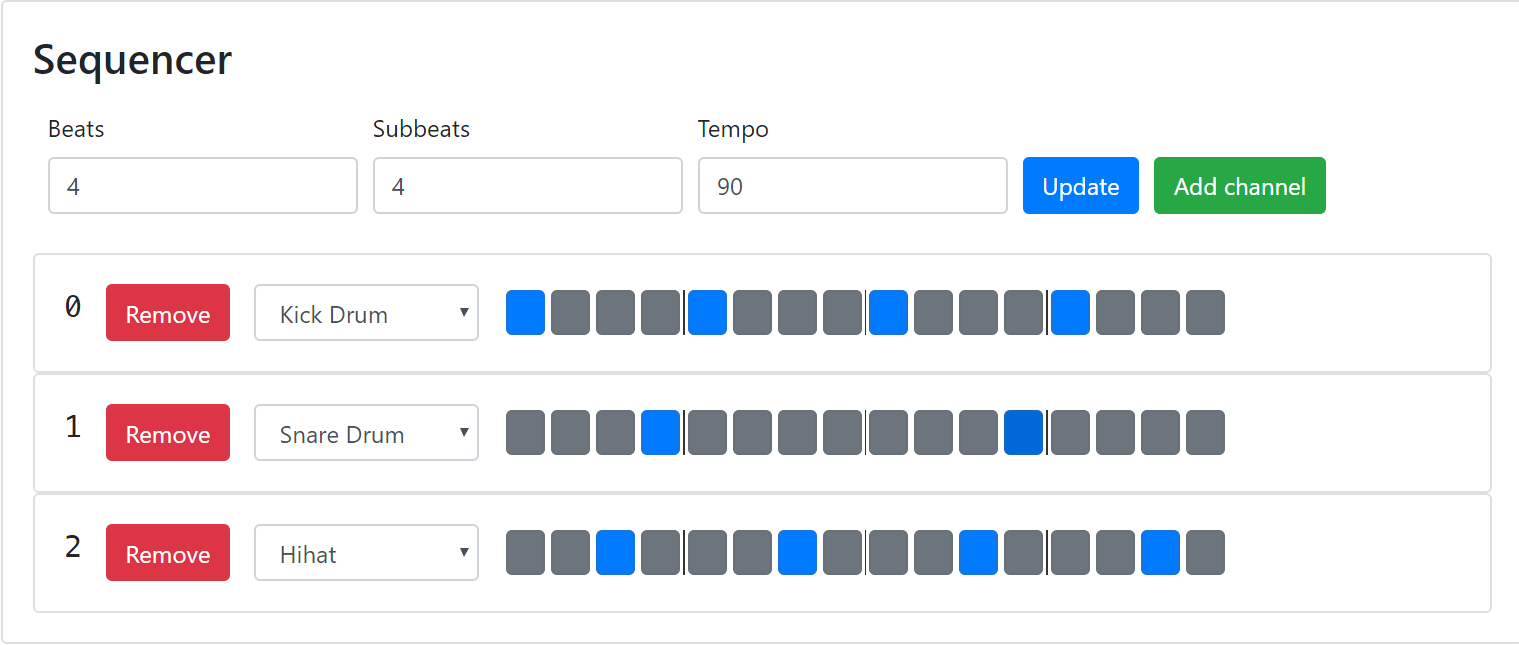 Sequencer
Beats Subbeats Tempo
4 4 90 Update Add channel
0 Remove Kick Drum
1 Remove Snare Drum
2 Remove Hihat